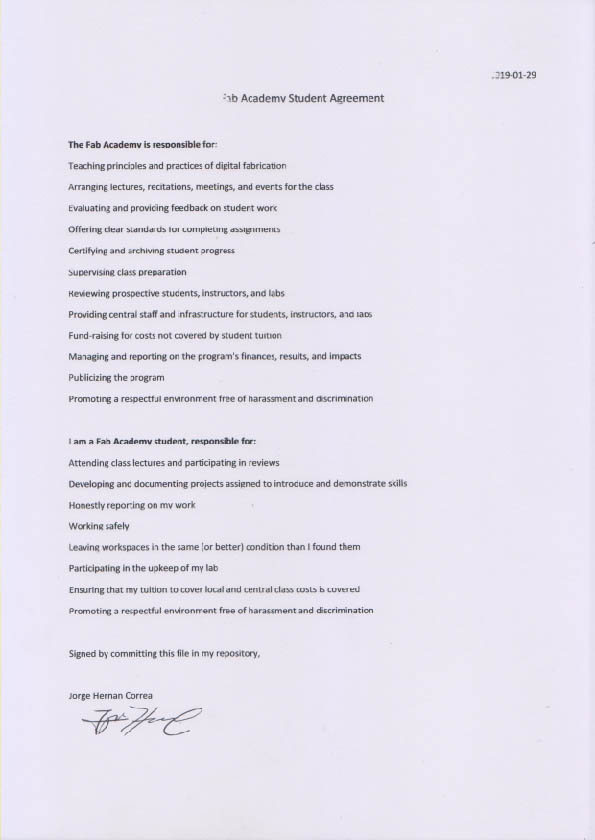 2019-01-29
Fab Academy Student Agreement
The Fab Academy is responsible for:
Teaching principles and practices of digital fabrication
Arranging lectures, recitations, meetings, and events for the class
Evaluating and providing feedback on student work
Offering clear standards for completing assignments
Certifying and archiving student progress
Supervising class preparation
Reviewing prospective students, instructors, and labs
Providing central staff and infrastructure for students, instructors, and labs
Fund-raising for costs not covered by student tuition
Managing and reporting on the program's finances, results, and impacts
Publicizing the program
Promoting a respectful environment free of harassment and discrimination
I am a Fab Academy student, responsible for:
Attending class lectures and participating in reviews
Developing and documenting projects assigned to introduce and demonstrate skills
Honestly reporting on my work
Working safely
Leaving workspaces in the same (or better) condition than I found them
Participating in the upkeep of my lab
Ensuring that my tuition to cover local and central class costs is covered
Promoting a respectful environment free of harassment and discrimination
Signed by committing this file in my repository,
Jorge Hernan Correa